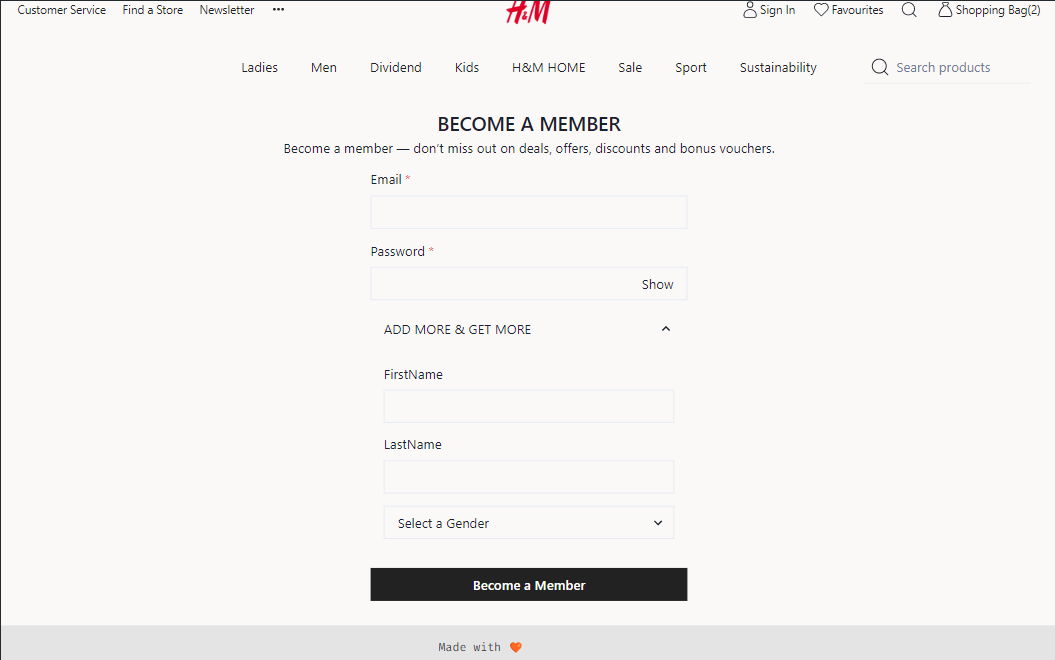 Customer Service Find a Store Newsletter ••• H&M Sign In Favourites Shopping Bag(2)
Ladies Men Dividend Kids H&M HOME Sale Sport Sustainability Search products
BECOME A MEMBER
Become a member — don't miss out on deals, offers, discounts and bonus vouchers.
Email *
Password *
Show
ADD MORE & GET MORE
FirstName
LastName
Select a Gender
Become a Member
Made with 🧡